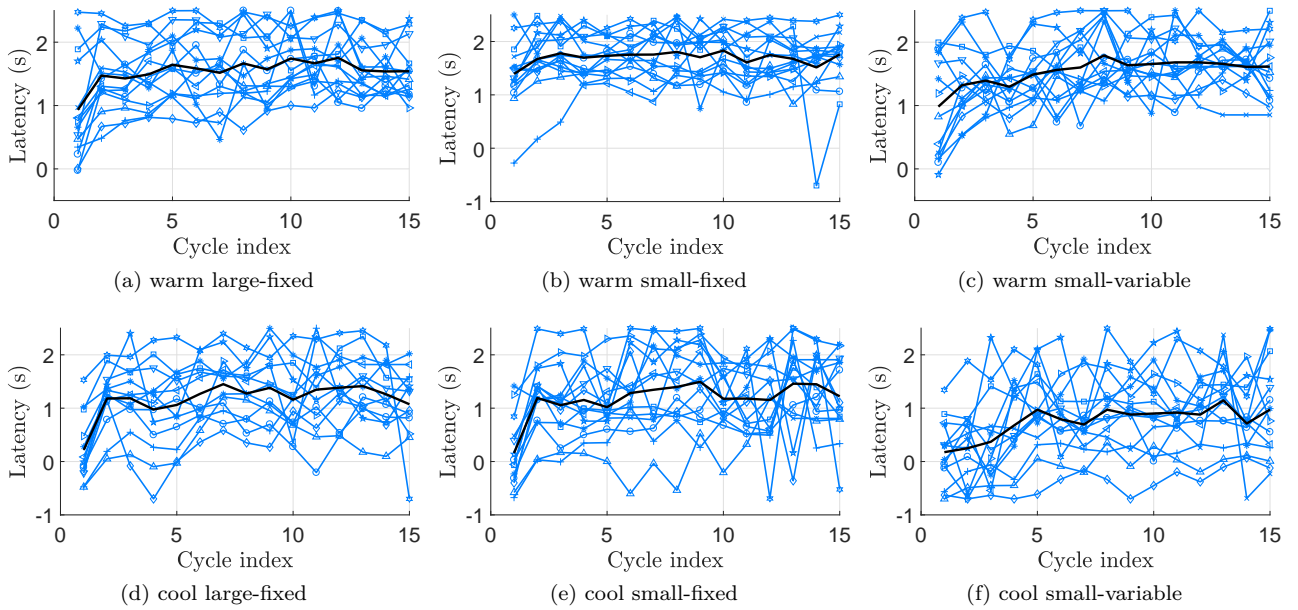 2
1
0
Latency (s)
0
5
10
15
Cycle index
(a) warm large-fixed
2
1
0
-1
Latency (s)
0
5
10
15
Cycle index
(b) warm small-fixed
2
1
0
Latency (s)
0
5
10
15
Cycle index
(c) warm small-variable
2
1
0
-1
Latency (s)
0
5
10
15
Cycle index
(d) cool large-fixed
2
1
0
-1
Latency (s)
0
5
10
15
Cycle index
(e) cool small-fixed
2
1
0
-1
Latency (s)
0
5
10
15
Cycle index
(f) cool small-variable